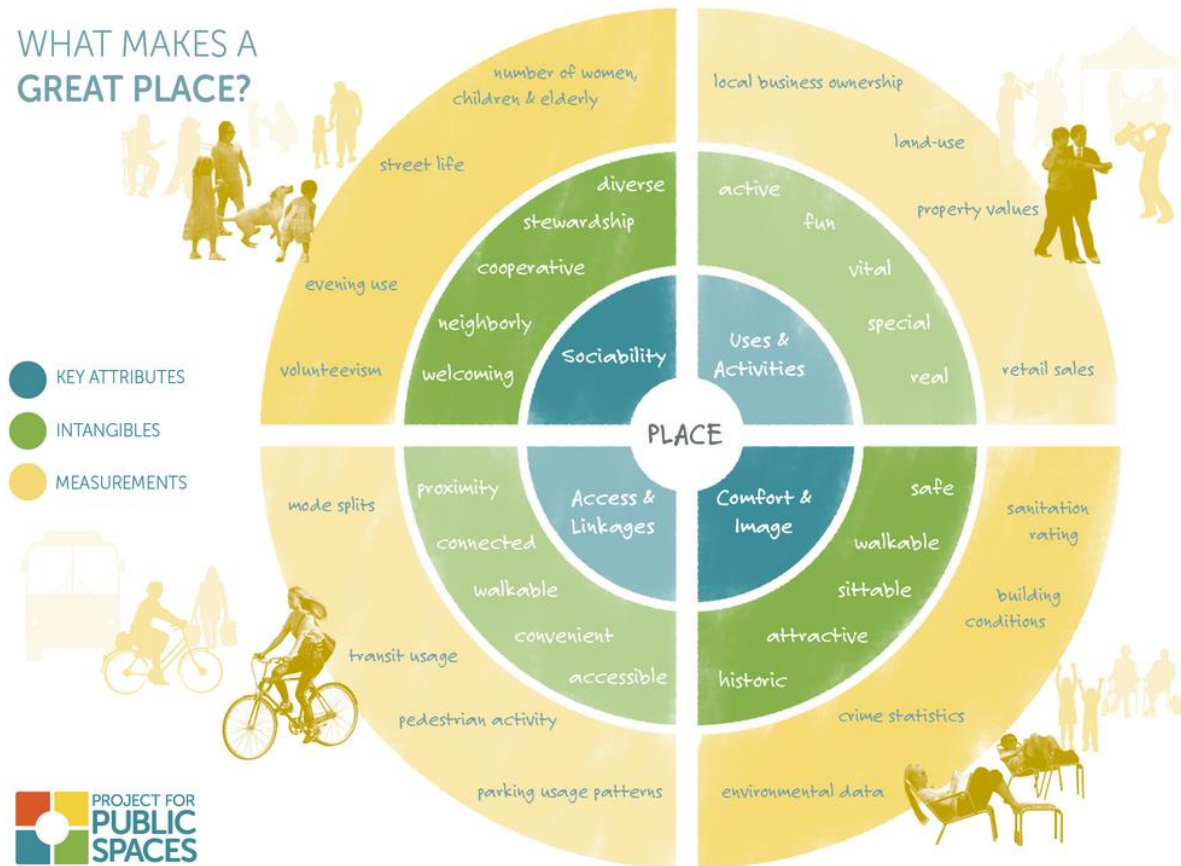 WHAT MAKES A
GREAT PLACE?
number of women,
children & elderly
street life
evening use
volunteerism
diverse
stewardship
cooperative
neighborly
welcoming
Sociability
local business ownership
land-use
property values
retail sales
active
fun
vital
special
real
Uses &
Activities
KEY ATTRIBUTES
INTANGIBLES
MEASUREMENTS
PLACE
mode splits
transit usage
pedestrian activity
parking usage patterns
proximity
connected
walkable
convenient
accessible
Access &
Linkages
Comfort &
Image
safe
walkable
sittable
attractive
historic
sanitation
rating
building
conditions
crime statistics
environmental data
PROJECT FOR
PUBLIC
SPACES